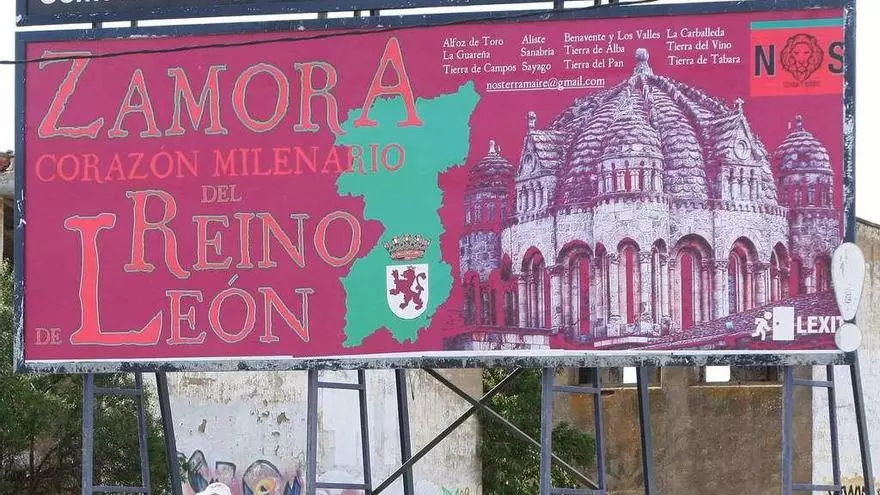 ZAMORA
CORAZÓN MILENARIO
DEL
REINO
DE LEÓN
Alfoz de Toro
La Guareña
Tierra de Campos
Aliste
Sanabria
Sayago
Benavente y Los Valles
Tierra de Alba
Tierra del Pan
La Carballeda
Tierra del Vino
Tierra de Tábara
nosterramaire@gmail.com
NOS
LEXIT